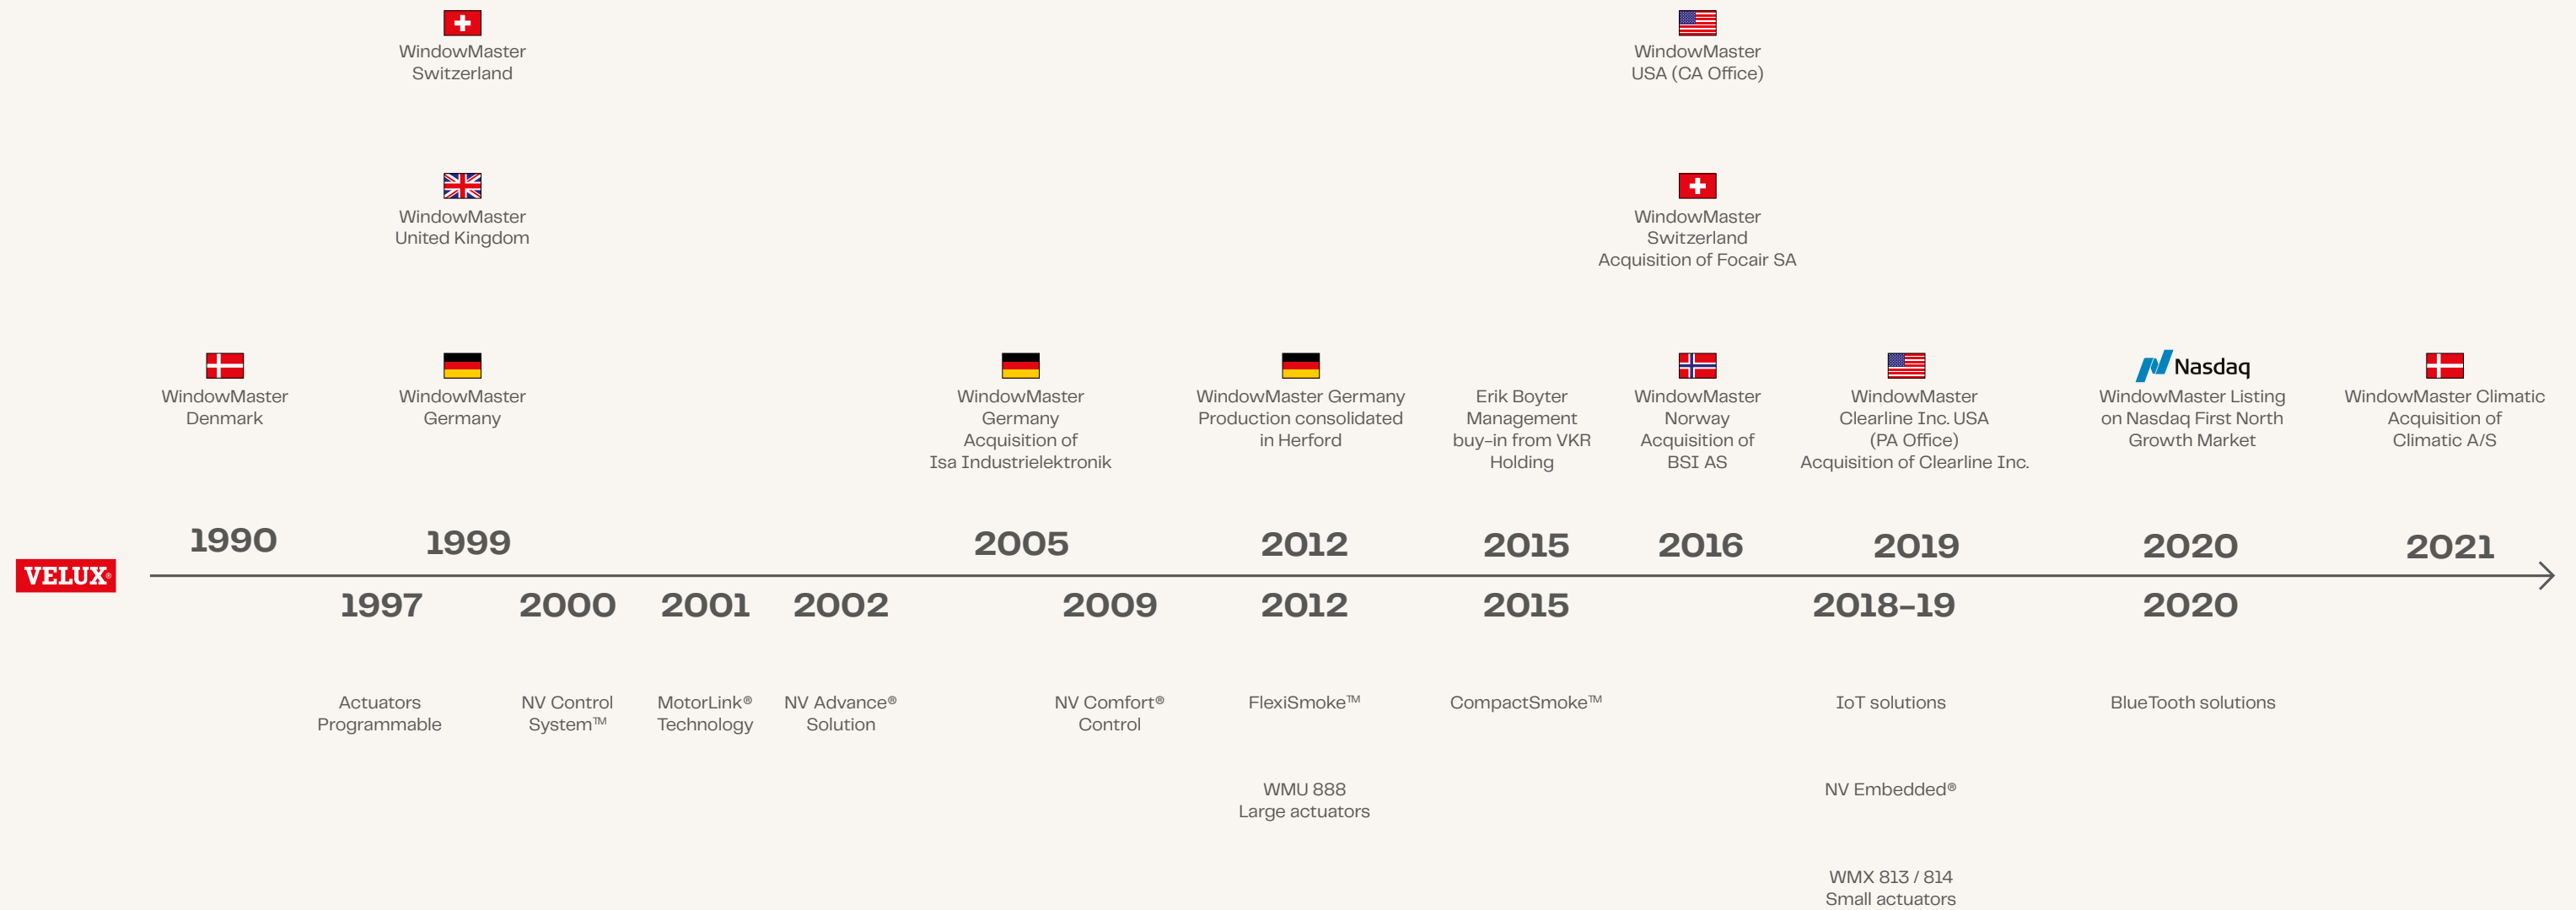 WindowMaster
Switzerland
WindowMaster
USA (CA Office)
WindowMaster
United Kingdom
WindowMaster
Switzerland
Acquisition of Focair SA
WindowMaster
Denmark
WindowMaster
Germany
WindowMaster
Germany
Acquisition of
Isa Industrielektronik
WindowMaster Germany
Production consolidated
in Herford
Erik Boyter
Management
buy-in from VKR
Holding
WindowMaster
Norway
Acquisition of
BSI AS
WindowMaster
Clearline Inc. USA
(PA Office)
Acquisition of Clearline Inc.
Nasdaq
WindowMaster Listing
on Nasdaq First North
Growth Market
WindowMaster Climatic
Acquisition of
Climatic A/S
1990
1999
2005
2012
2015
2016
2019
2020
2021
VELUX®
1997
2000
2001
2002
2009
2012
2015
2018-19
2020
Actuators
Programmable
NV Control
System™
MotorLink®
Technology
NV Advance®
Solution
NV Comfort®
Control
FlexiSmoke™
CompactSmoke™
IoT solutions
BlueTooth solutions
WMU 888
Large actuators
NV Embedded®
WMX 813 / 814
Small actuators